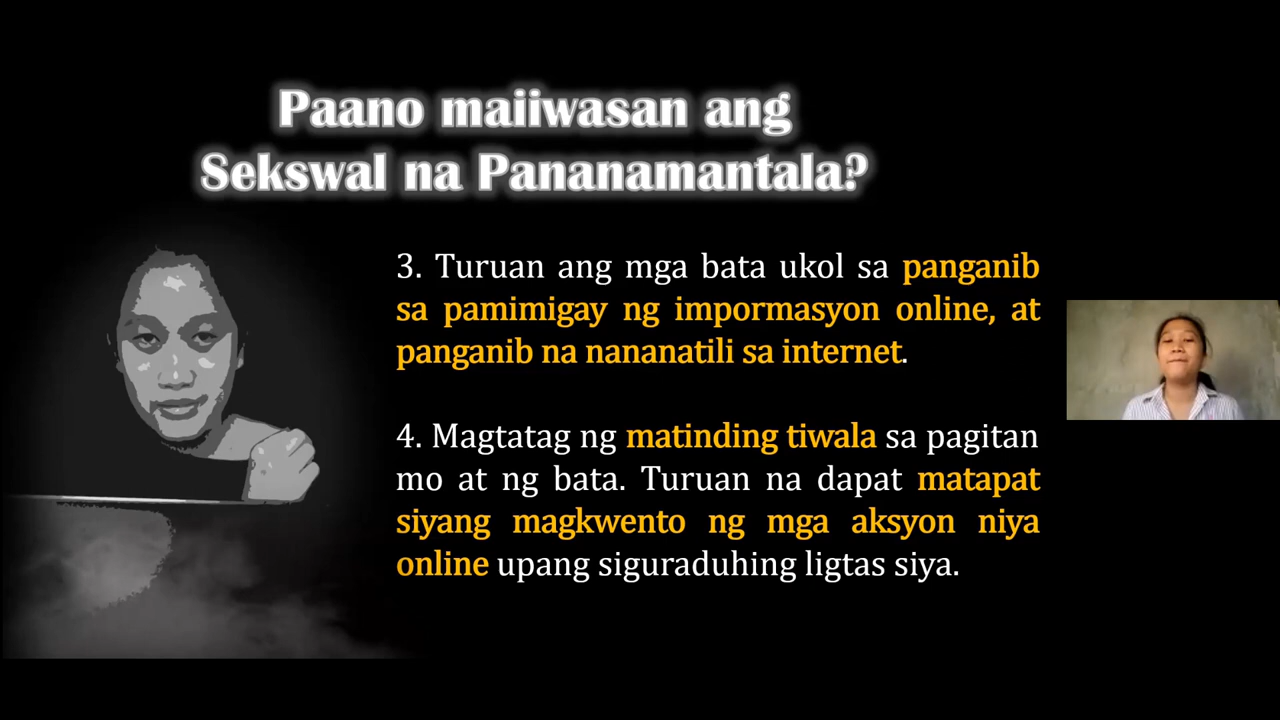 Paano maiiwasan ang
Sekswal na Pananamantala?
3. Turuan ang mga bata ukol sa panganib
sa pamimigay ng impormasyon online, at
panganib na nananatili sa internet.
4. Magtatag ng matinding tiwala sa pagitan
mo at ng bata. Turuan na dapat matapat
siyang magkwento ng mga aksyon niya
online upang siguraduhing ligtas siya.